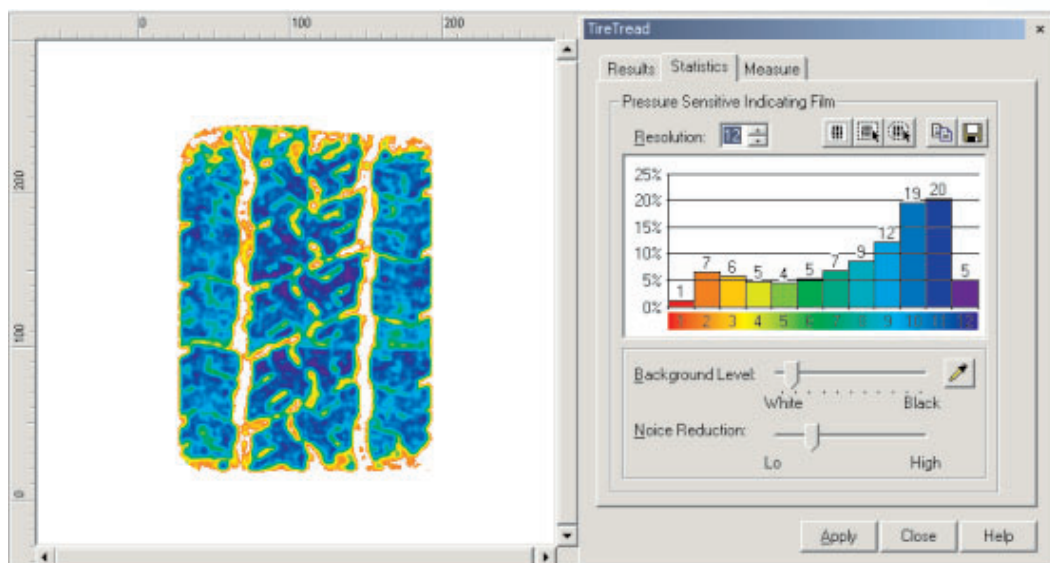 0 100 200
200
100
0
TireTread
Results Statistics Measure
Pressure Sensitive Indicating Film
Resolution: 12
25%
20%
15%
10%
5%
0%
1 7 6 5 4 5 7 9 12 19 20 5
1 2 3 4 5 6 7 8 9 10 11 12
Background Level:
White Black
Noise Reduction:
Lo High
Apply Close Help